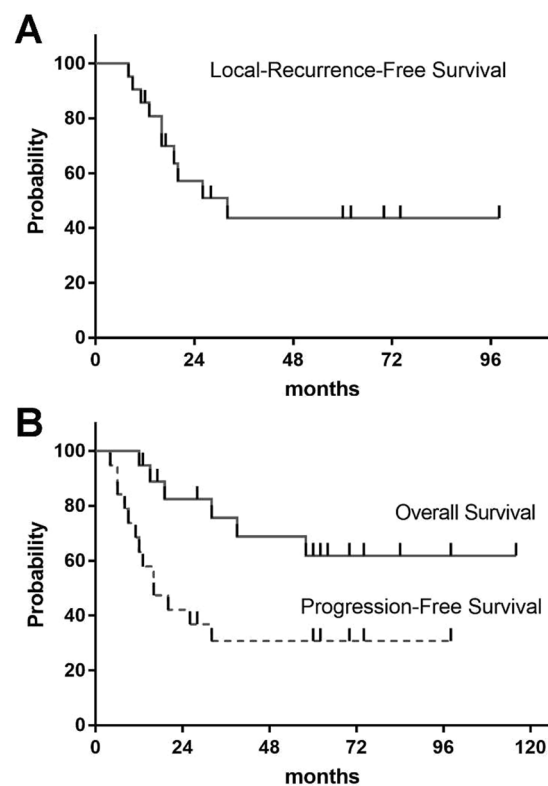 A
Local-Recurrence-Free Survival
Probability
100
80
60
40
20
0
0 24 48 72 96
months
B
Overall Survival
Progression-Free Survival
Probability
100
80
60
40
20
0
0 24 48 72 96 120
months